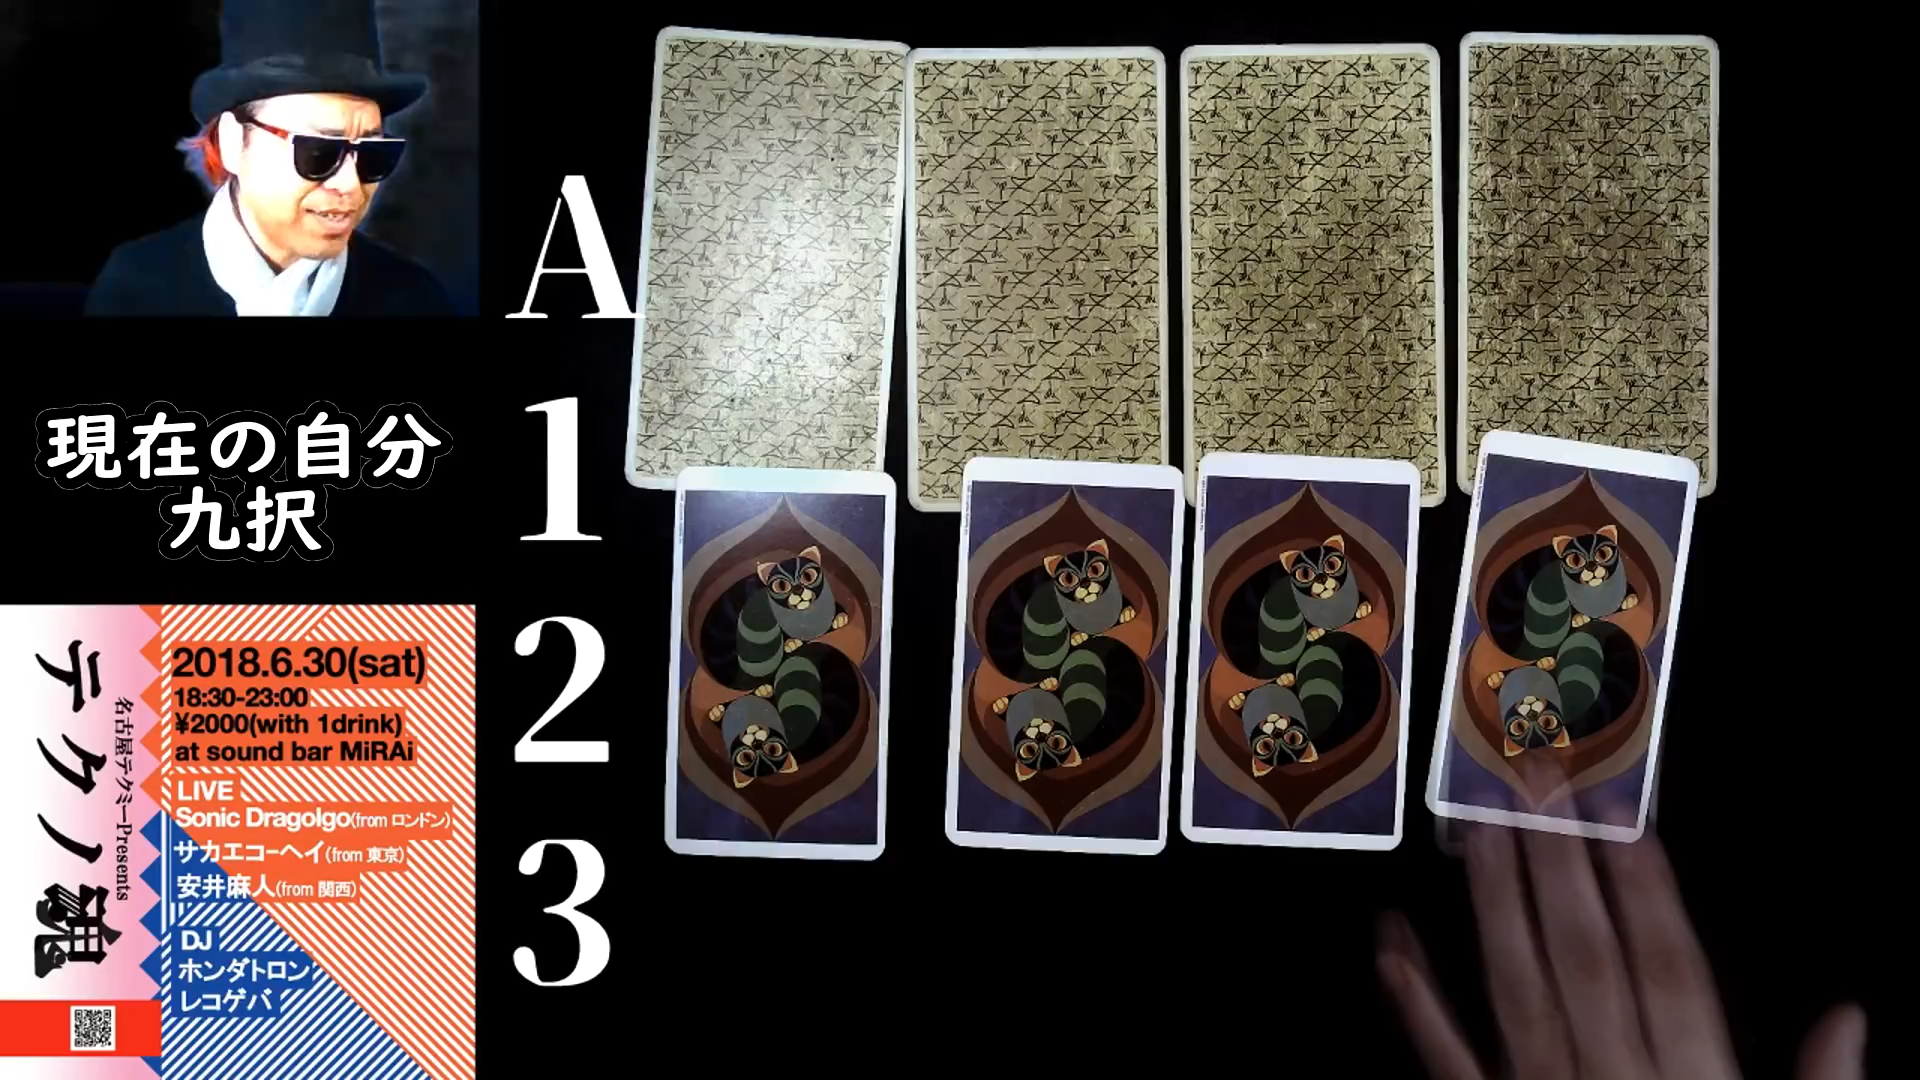 A
1
2
3
現在の自分
九択
テクノ魂
名古屋テクミーPresents
2018.6.30(sat)
18:30-23:00
¥2000(with 1drink)
at sound bar MiRAi
LIVE
Sonic Dragolgo(from ロンドン)
サカエコーヘイ(from 東京)
安井麻人(from 関西)
DJ
ホンダトロン
レコゲバ